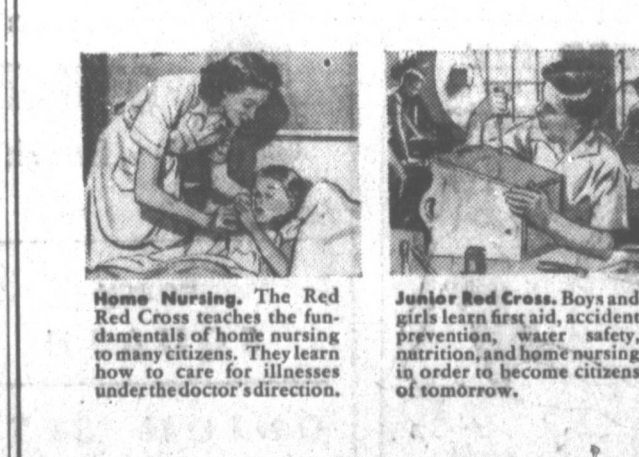 Home Nursing. The Red
Red Cross teaches the fun-
damentals of home nursing
to many citizens. They learn
how to care for illnesses
under the doctor's direction.
Junior Red Cross. Boys and
girls learn first aid, accident
prevention, water safety,
nutrition, and home nursing
in order to become citizens
of tomorrow.